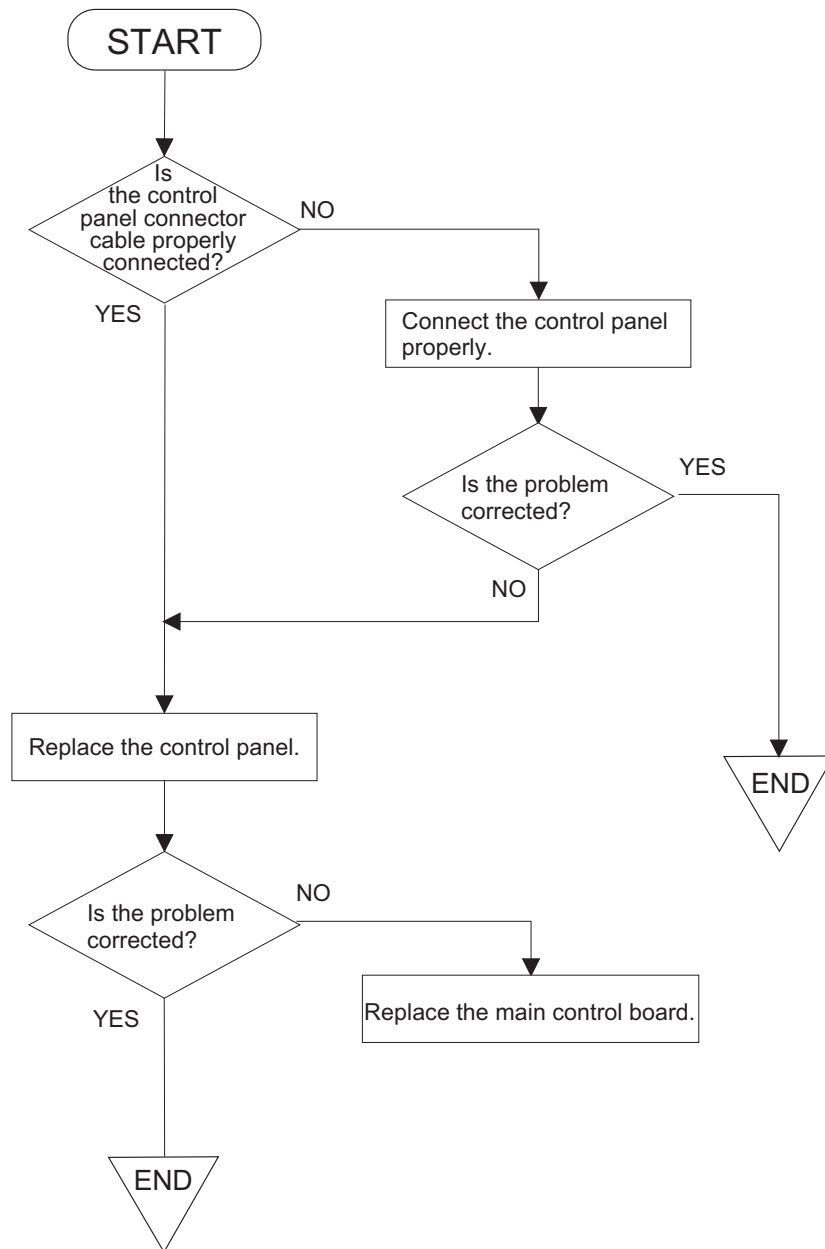 START
Is
the control
panel connector
cable properly
connected?
NO
YES
Connect the control panel
properly.
Is the problem
corrected?
YES
NO
Replace the control panel.
END
Is the problem
corrected?
NO
YES
Replace the main control board.
END